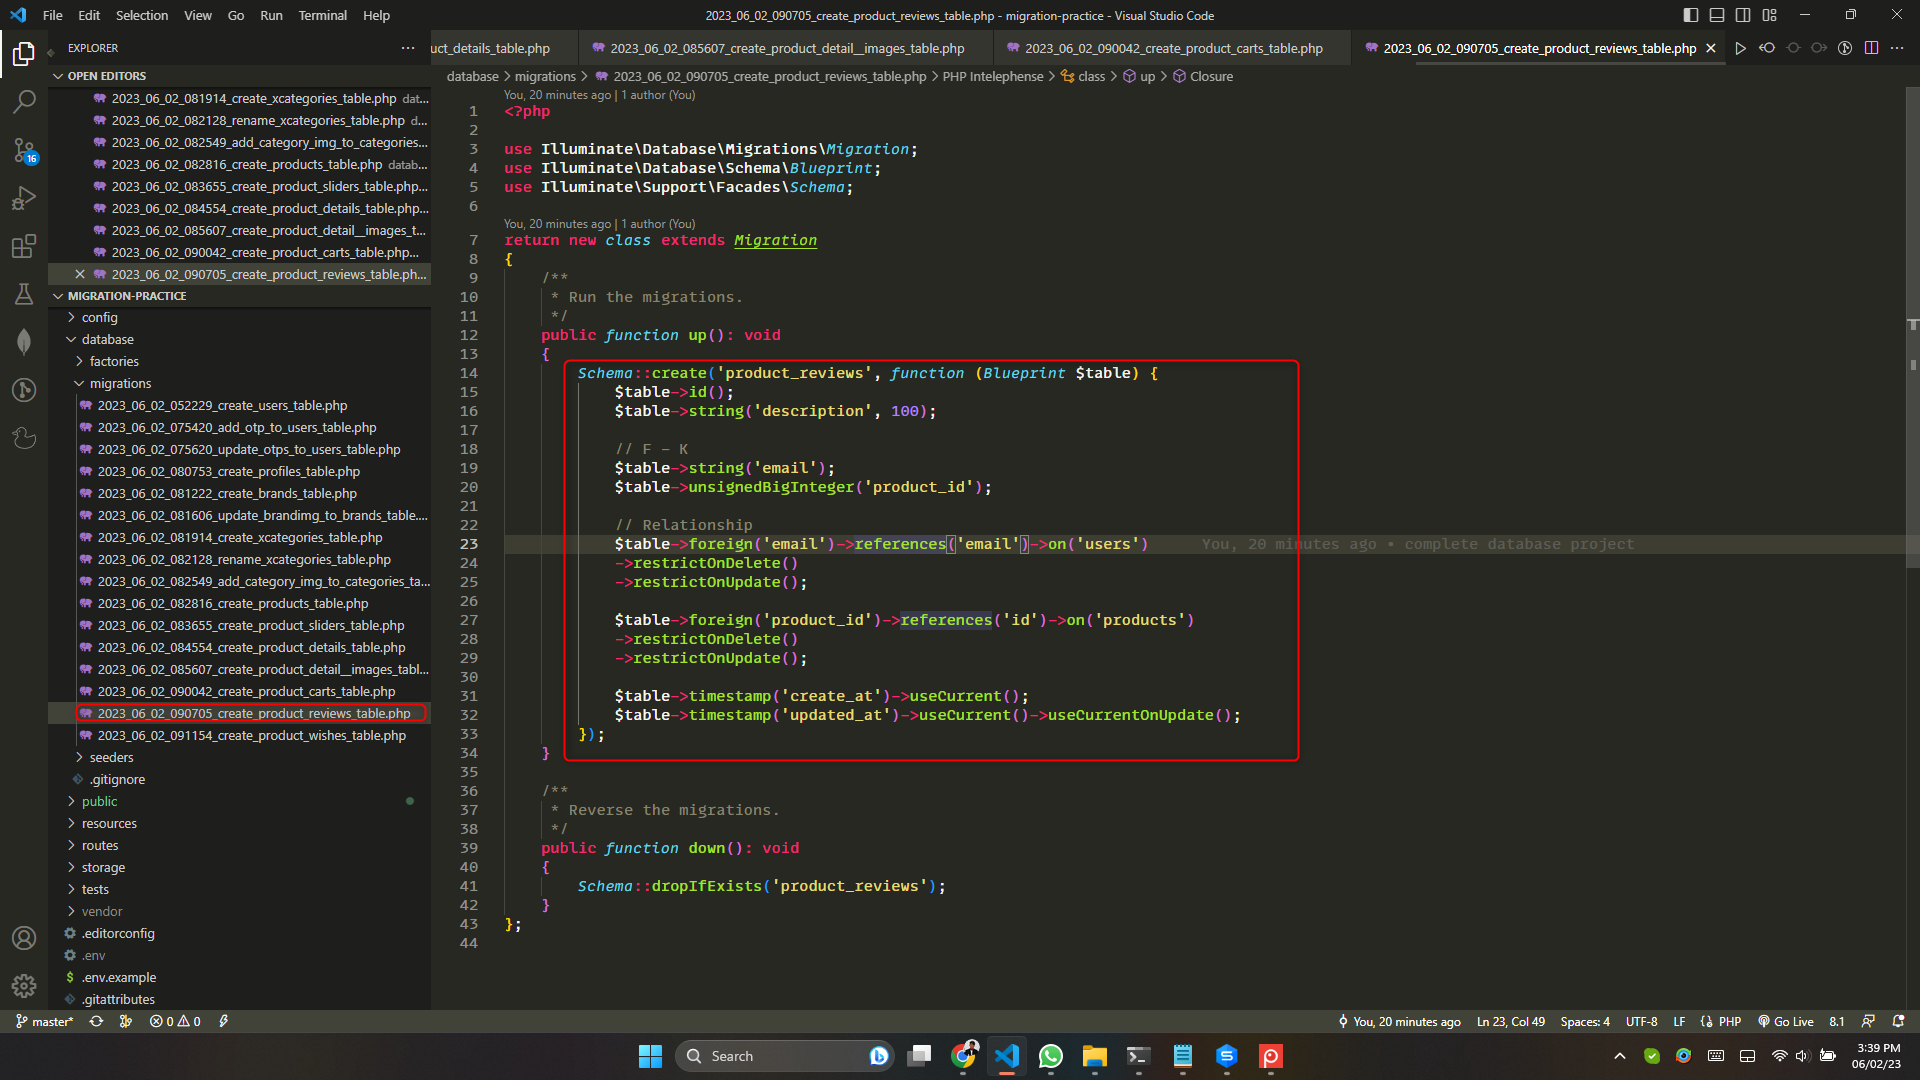 File Edit Selection View Go Run Terminal Help
2023_06_02_090705_create_product_reviews_table.php - migration-practice - Visual Studio Code
EXPLORER
uct_details_table.php 2023_06_02_085607_create_product_detail__images_table.php 2023_06_02_090042_create_product_carts_table.php 2023_06_02_090705_create_product_reviews_table.php
OPEN EDITORS
2023_06_02_081914_create_xcategories_table.php dat...
2023_06_02_082128_rename_xcategories_table.php d...
2023_06_02_082549_add_category_img_to_categories...
2023_06_02_082816_create_products_table.php datab...
2023_06_02_083655_create_product_sliders_table.php...
2023_06_02_084554_create_product_details_table.php...
2023_06_02_085607_create_product_detail__images_t...
2023_06_02_090042_create_product_carts_table.php...
2023_06_02_090705_create_product_reviews_table.ph...
MIGRATION-PRACTICE
config
database
factories
migrations
2023_06_02_052229_create_users_table.php
2023_06_02_075420_add_otp_to_users_table.php
2023_06_02_075620_update_otps_to_users_table.php
2023_06_02_080753_create_profiles_table.php
2023_06_02_081222_create_brands_table.php
2023_06_02_081606_update_brandimg_to_brands_table....
2023_06_02_081914_create_xcategories_table.php
2023_06_02_082128_rename_xcategories_table.php
2023_06_02_082549_add_category_img_to_categories_ta...
2023_06_02_082816_create_products_table.php
2023_06_02_083655_create_product_sliders_table.php
2023_06_02_084554_create_product_details_table.php
2023_06_02_085607_create_product_detail__images_tabl...
2023_06_02_090042_create_product_carts_table.php
2023_06_02_090705_create_product_reviews_table.php
2023_06_02_091154_create_product_wishes_table.php
seeders
.gitignore
public
resources
routes
storage
tests
vendor
.editorconfig
.env
.env.example
.gitattributes
16
database > migrations > 2023_06_02_090705_create_product_reviews_table.php > PHP Intelephense > class > up > Closure
You, 20 minutes ago | 1 author (You)
1 <?php
2
3 use Illuminate\Database\Migrations\Migration;
4 use Illuminate\Database\Schema\Blueprint;
5 use Illuminate\Support\Facades\Schema;
6
You, 20 minutes ago | 1 author (You)
7 return new class extends Migration
8 {
9 /**
10 * Run the migrations.
11 */
12 public function up(): void
13 {
14 Schema::create('product_reviews', function (Blueprint $table) {
15 $table->id();
16 $table->string('description', 100);
17
18 // F - K
19 $table->string('email');
20 $table->unsignedBigInteger('product_id');
21
22 // Relationship
23 $table->foreign('email')->references('email')->on('users') You, 20 minutes ago • complete database project
24 ->restrictOnDelete()
25 ->restrictOnUpdate();
26
27 $table->foreign('product_id')->references('id')->on('products')
28 ->restrictOnDelete()
29 ->restrictOnUpdate();
30
31 $table->timestamp('create_at')->useCurrent();
32 $table->timestamp('updated_at')->useCurrent()->useCurrentOnUpdate();
33 });
34 }
35
36 /**
37 * Reverse the migrations.
38 */
39 public function down(): void
40 {
41 Schema::dropIfExists('product_reviews');
42 }
43 };
44
master* 0 0 You, 20 minutes ago Ln 23, Col 49 Spaces: 4 UTF-8 LF PHP Go Live 8.1
Search
3:39 PM
06/02/23